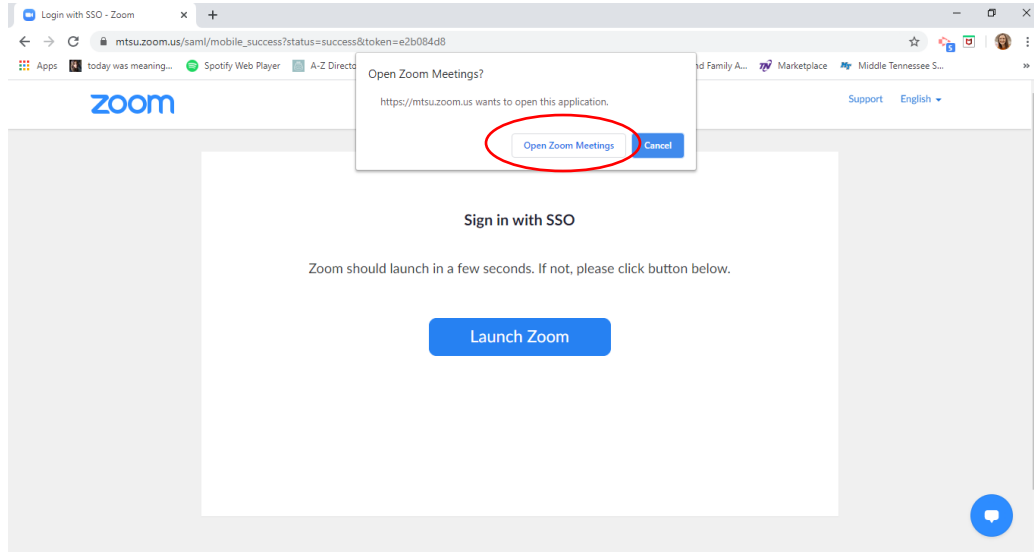 Login with SSO - Zoom
mtsu.zoom.us/saml/mobile_success?status=success&token=e2b084d8
5
Apps today was meaning... Spotify Web Player A-Z Directo nd Family A... TN Marketplace MT Middle Tennessee S... »
Open Zoom Meetings?
https://mtsu.zoom.us wants to open this application.
Open Zoom Meetings Cancel
zoom Support English
Sign in with SSO
Zoom should launch in a few seconds. If not, please click button below.
Launch Zoom